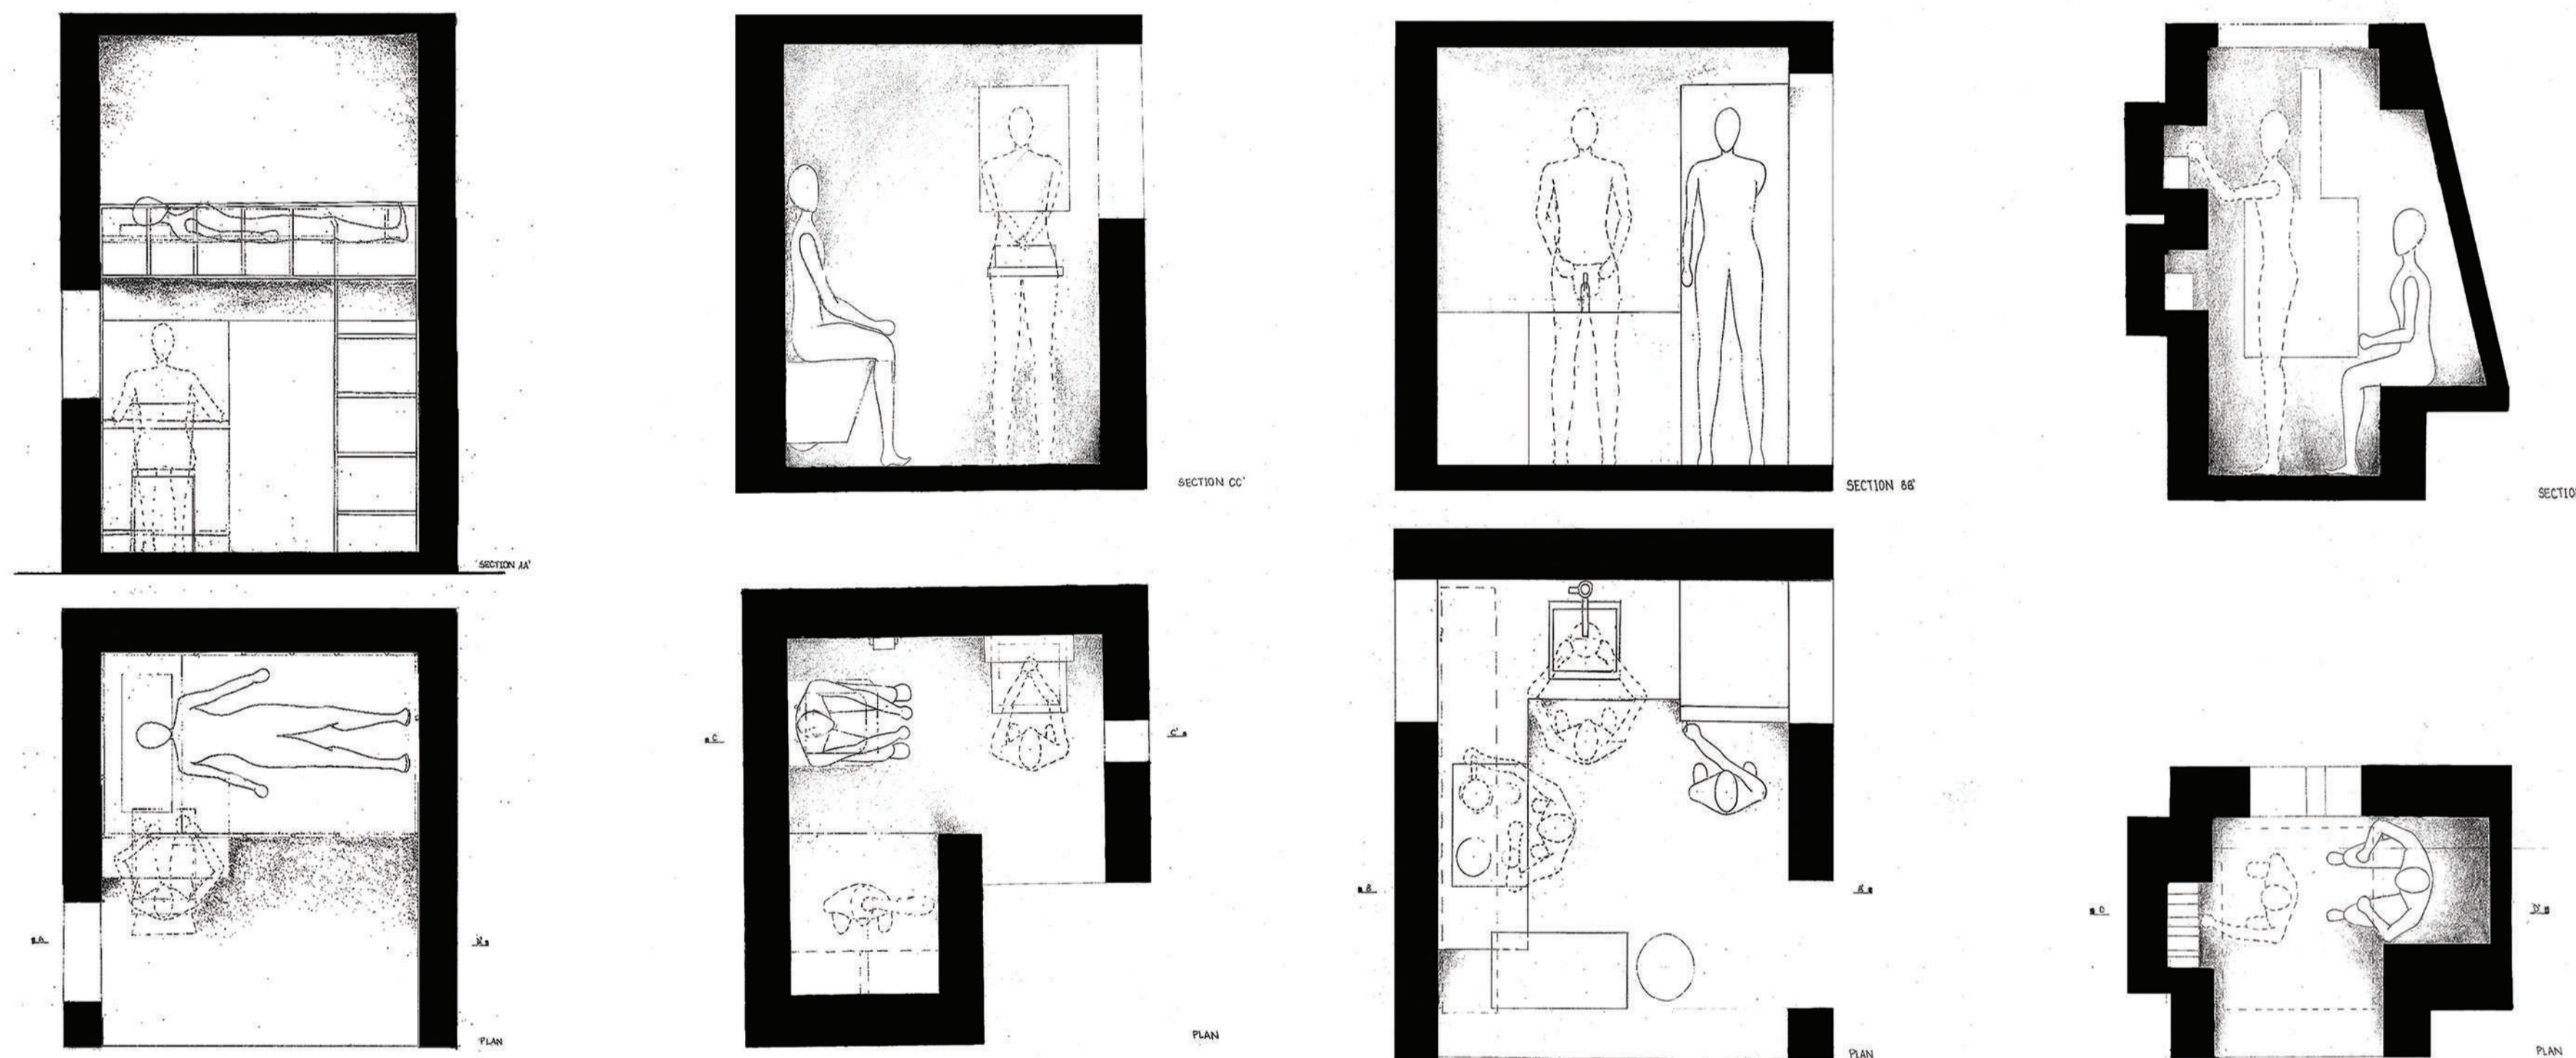 SECTION AA'
SECTION CC'
SECTION BB'
SECTIO
PLAN
C
C'
PLAN
B
PLAN
D
D'
PLAN